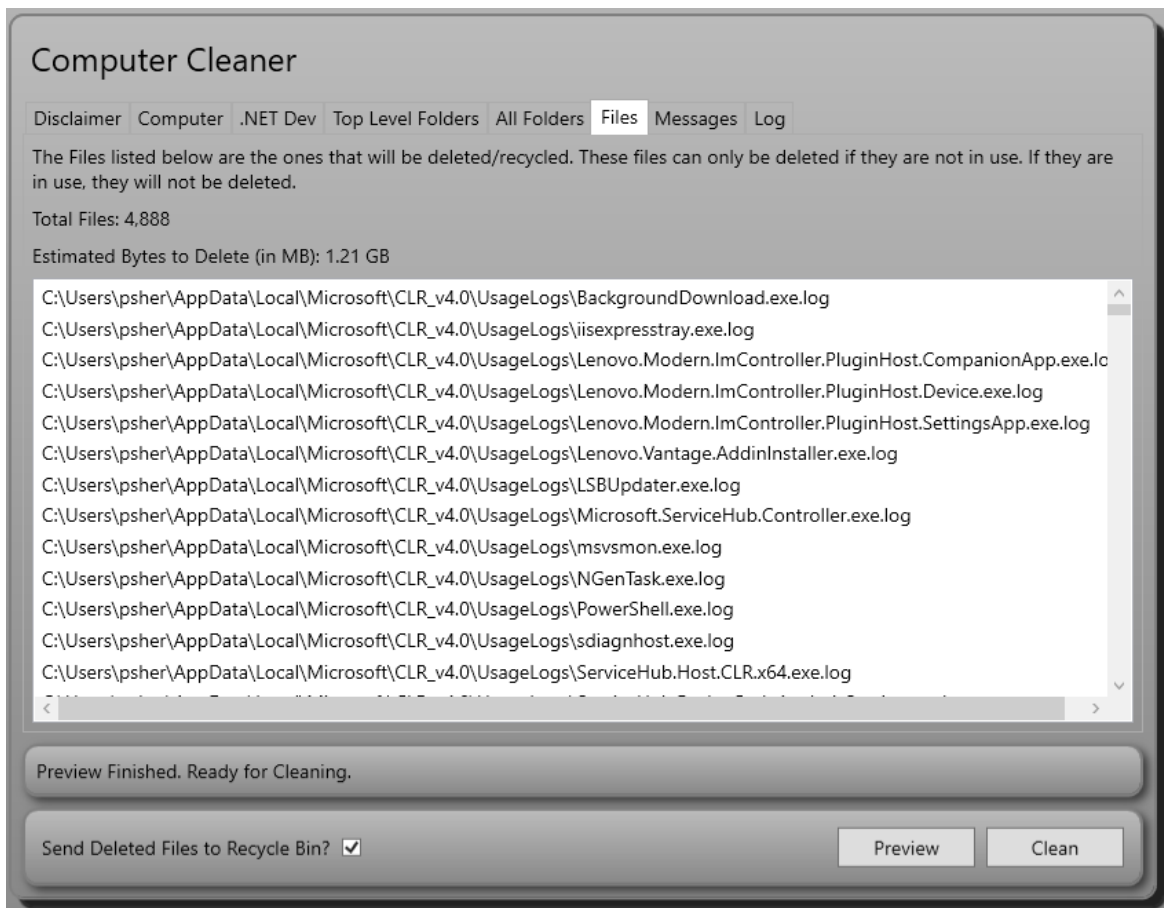 Computer Cleaner
Disclaimer Computer .NET Dev Top Level Folders All Folders Files Messages Log
The Files listed below are the ones that will be deleted/recycled. These files can only be deleted if they are not in use. If they are
in use, they will not be deleted.
Total Files: 4,888
Estimated Bytes to Delete (in MB): 1.21 GB
C:\Users\psher\AppData\Local\Microsoft\CLR_v4.0\UsageLogs\BackgroundDownload.exe.log
C:\Users\psher\AppData\Local\Microsoft\CLR_v4.0\UsageLogs\iisexpresstray.exe.log
C:\Users\psher\AppData\Local\Microsoft\CLR_v4.0\UsageLogs\Lenovo.Modern.ImController.PluginHost.CompanionApp.exe.lo
C:\Users\psher\AppData\Local\Microsoft\CLR_v4.0\UsageLogs\Lenovo.Modern.ImController.PluginHost.Device.exe.log
C:\Users\psher\AppData\Local\Microsoft\CLR_v4.0\UsageLogs\Lenovo.Modern.ImController.PluginHost.SettingsApp.exe.log
C:\Users\psher\AppData\Local\Microsoft\CLR_v4.0\UsageLogs\Lenovo.Vantage.AddinInstaller.exe.log
C:\Users\psher\AppData\Local\Microsoft\CLR_v4.0\UsageLogs\LSBUpdater.exe.log
C:\Users\psher\AppData\Local\Microsoft\CLR_v4.0\UsageLogs\Microsoft.ServiceHub.Controller.exe.log
C:\Users\psher\AppData\Local\Microsoft\CLR_v4.0\UsageLogs\msvsmon.exe.log
C:\Users\psher\AppData\Local\Microsoft\CLR_v4.0\UsageLogs\NGenTask.exe.log
C:\Users\psher\AppData\Local\Microsoft\CLR_v4.0\UsageLogs\PowerShell.exe.log
C:\Users\psher\AppData\Local\Microsoft\CLR_v4.0\UsageLogs\sdiagnhost.exe.log
C:\Users\psher\AppData\Local\Microsoft\CLR_v4.0\UsageLogs\ServiceHub.Host.CLR.x64.exe.log
Preview Finished. Ready for Cleaning.
Send Deleted Files to Recycle Bin? Preview Clean